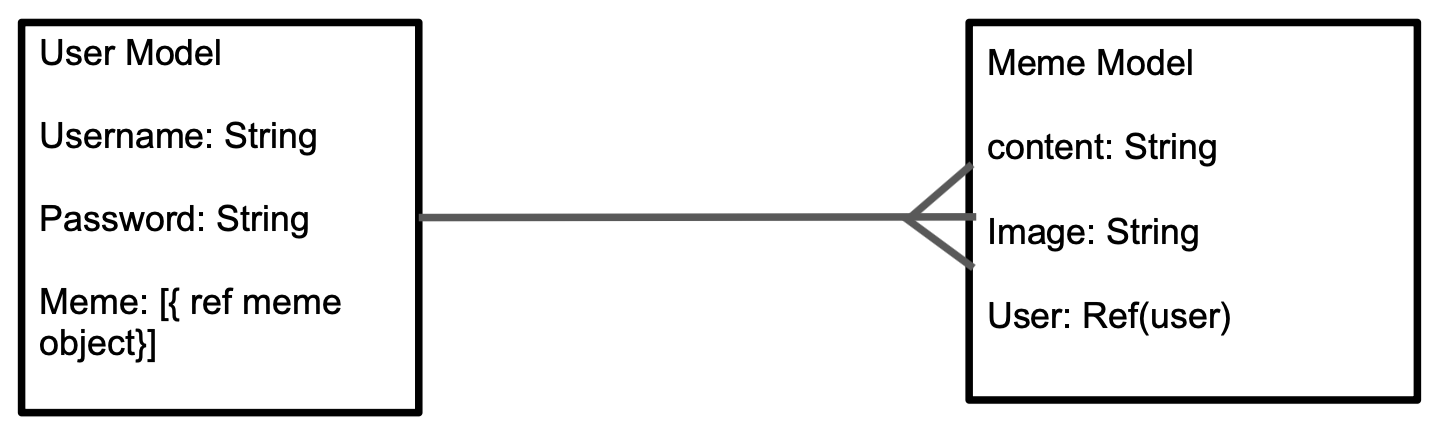 User Model
Username: String
Password: String
Meme: [{ ref meme
object}]
Meme Model
content: String
Image: String
User: Ref(user)